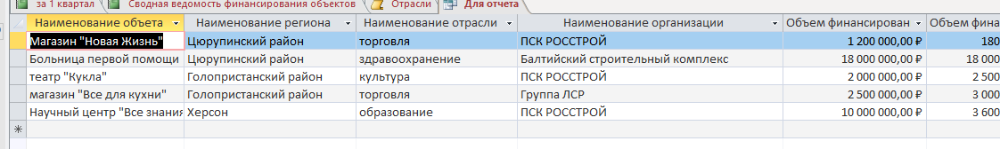 за 1 квартал Сводная ведомость финансирования объектов Отрасли Для отчета
Наименование объета Наименование региона Наименование отрасли Наименование организации Объем финансирован Объем фина
Магазин "Новая Жизнь" Цюрупинский район торговля ПСК РОССТРОЙ 1 200 000,00 ₽ 180
Больница первой помощи Цюрупинский район здравоохранение Балтийский строительный комплекс 18 000 000,00 ₽ 18 000
театр "Кукла" Голопристанский район культура ПСК РОССТРОЙ 2 000 000,00 ₽ 2 500
магазин "Все для кухни" Голопристанский район торговля Группа ЛСР 2 500 000,00 ₽ 3 000
Научный центр "Все знания Херсон образование ПСК РОССТРОЙ 10 000 000,00 ₽ 3 600